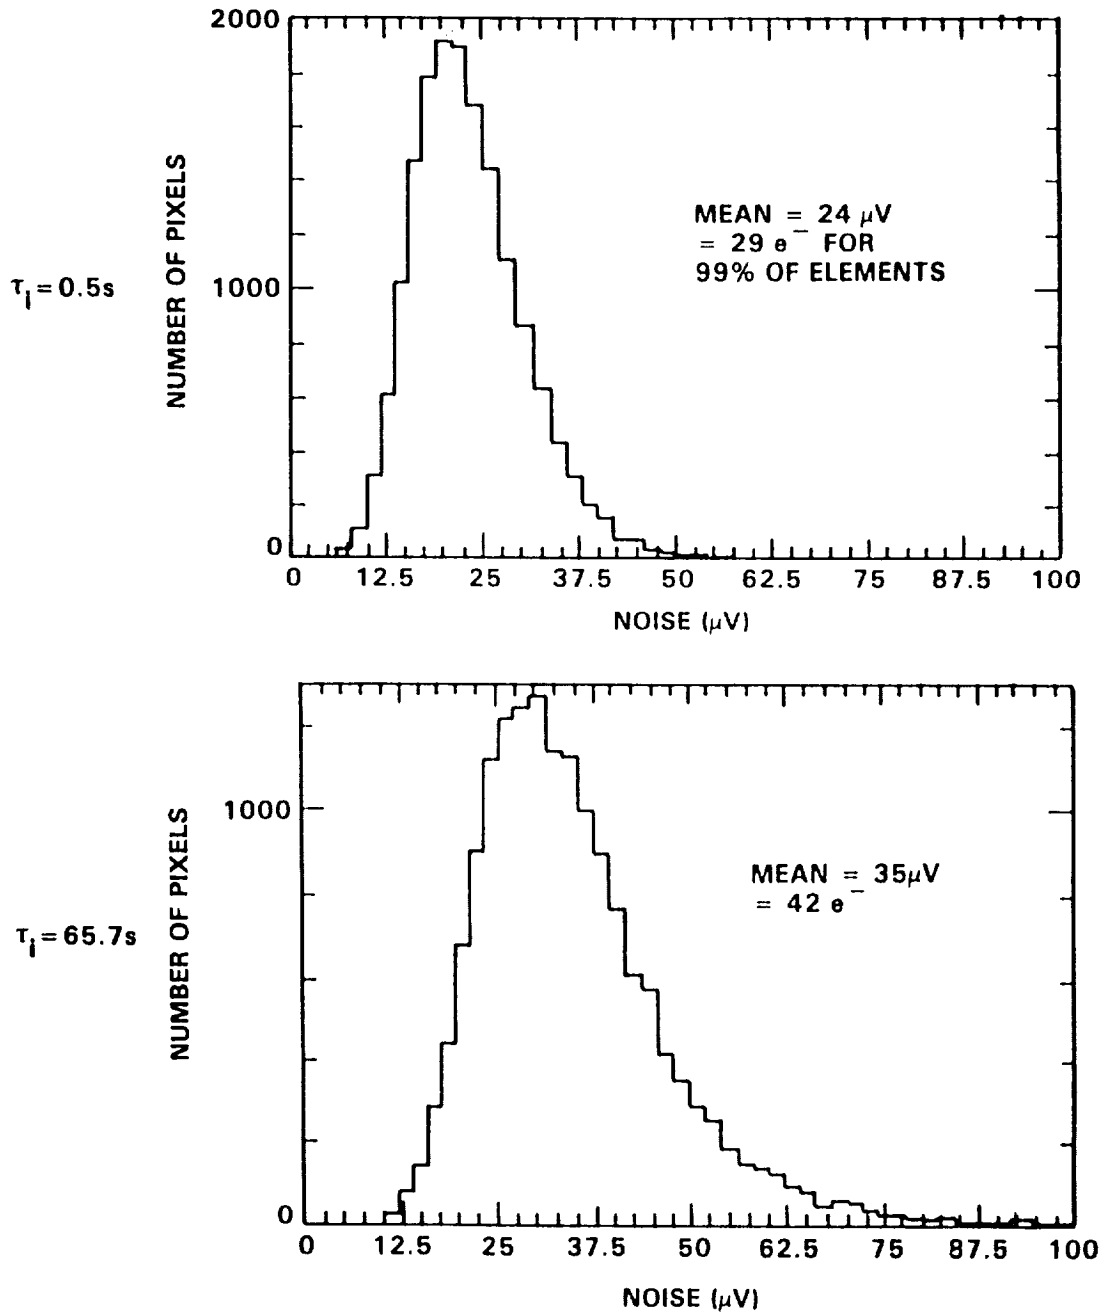 2000
NUMBER OF PIXELS
τi = 0.5s
1000
0
MEAN = 24 μV
= 29 e⁻ FOR
99% OF ELEMENTS
0 12.5 25 37.5 50 62.5 75 87.5 100
NOISE (μV)
1000
NUMBER OF PIXELS
τi = 65.7s
0
MEAN = 35μV
= 42 e⁻
0 12.5 25 37.5 50 62.5 75 87.5 100
NOISE (μV)